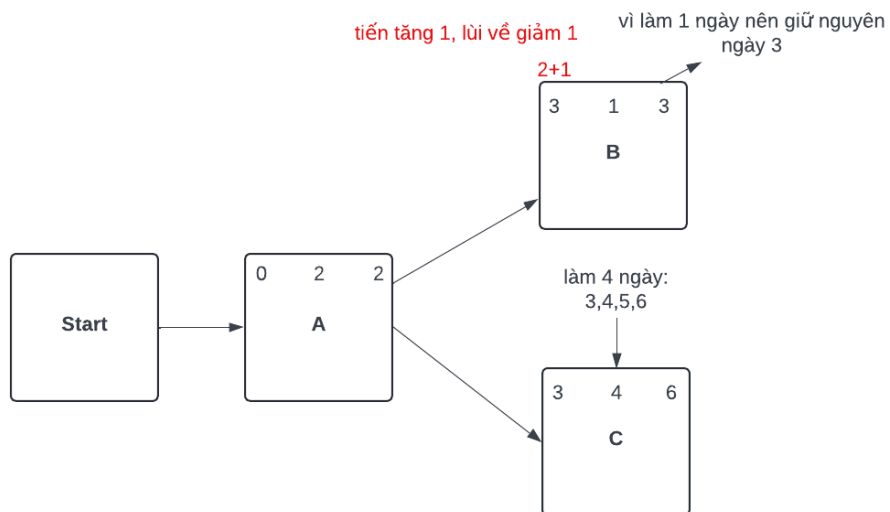 tiến tăng 1, lùi về giảm 1
vì làm 1 ngày nên giữ nguyên
ngày 3
2+1
3 1 3
B
Start
0 2 2
A
làm 4 ngày:
3,4,5,6
3 4 6
C